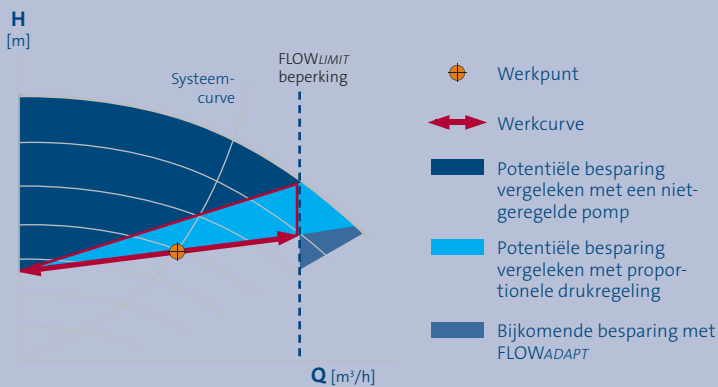 H
[m]
Systeem-
curve
FLOWLIMIT
beperking
Q [m³/h]
Werkpunt
Werkcurve
Potentiële besparing
vergeleken met een niet-
geregelde pomp
Potentiële besparing
vergeleken met propor-
tionele drukregeling
Bijkomende besparing met
FLOWADAPT